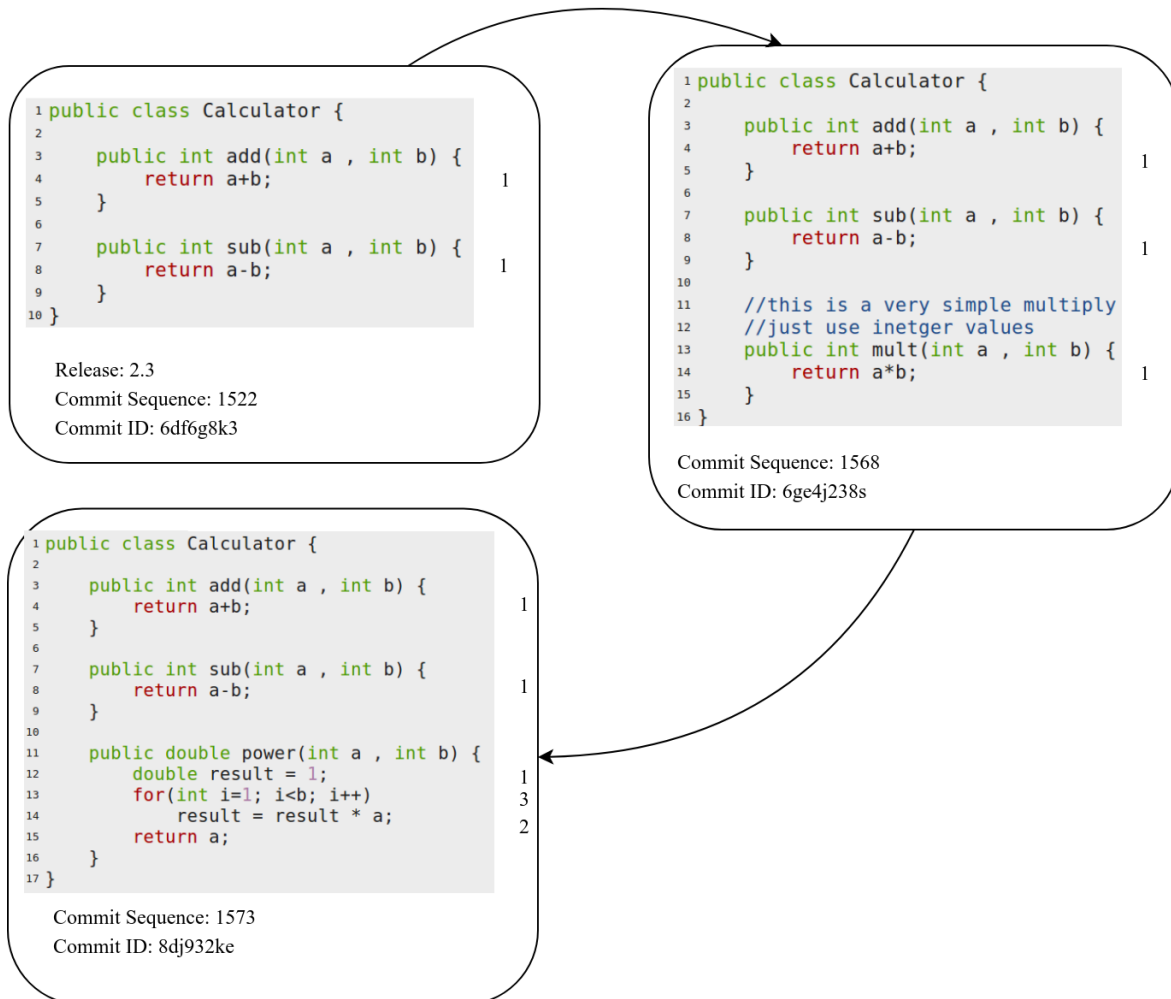 1 public class Calculator {
2
3 public int add(int a , int b) {
4 return a+b; 1
5 }
6
7 public int sub(int a , int b) {
8 return a-b; 1
9 }
10 }
Release: 2.3
Commit Sequence: 1522
Commit ID: 6df6g8k3
1 public class Calculator {
2
3 public int add(int a , int b) {
4 return a+b; 1
5 }
6
7 public int sub(int a , int b) {
8 return a-b; 1
9 }
10
11 //this is a very simple multiply
12 //just use inetger values
13 public int mult(int a , int b) {
14 return a*b; 1
15 }
16 }
Commit Sequence: 1568
Commit ID: 6ge4j238s
1 public class Calculator {
2
3 public int add(int a , int b) {
4 return a+b; 1
5 }
6
7 public int sub(int a , int b) {
8 return a-b; 1
9 }
10
11 public double power(int a , int b) {
12 double result = 1; 1
13 for(int i=1; i<b; i++) 3
14 result = result * a; 2
15 return a;
16 }
17 }
Commit Sequence: 1573
Commit ID: 8dj932ke